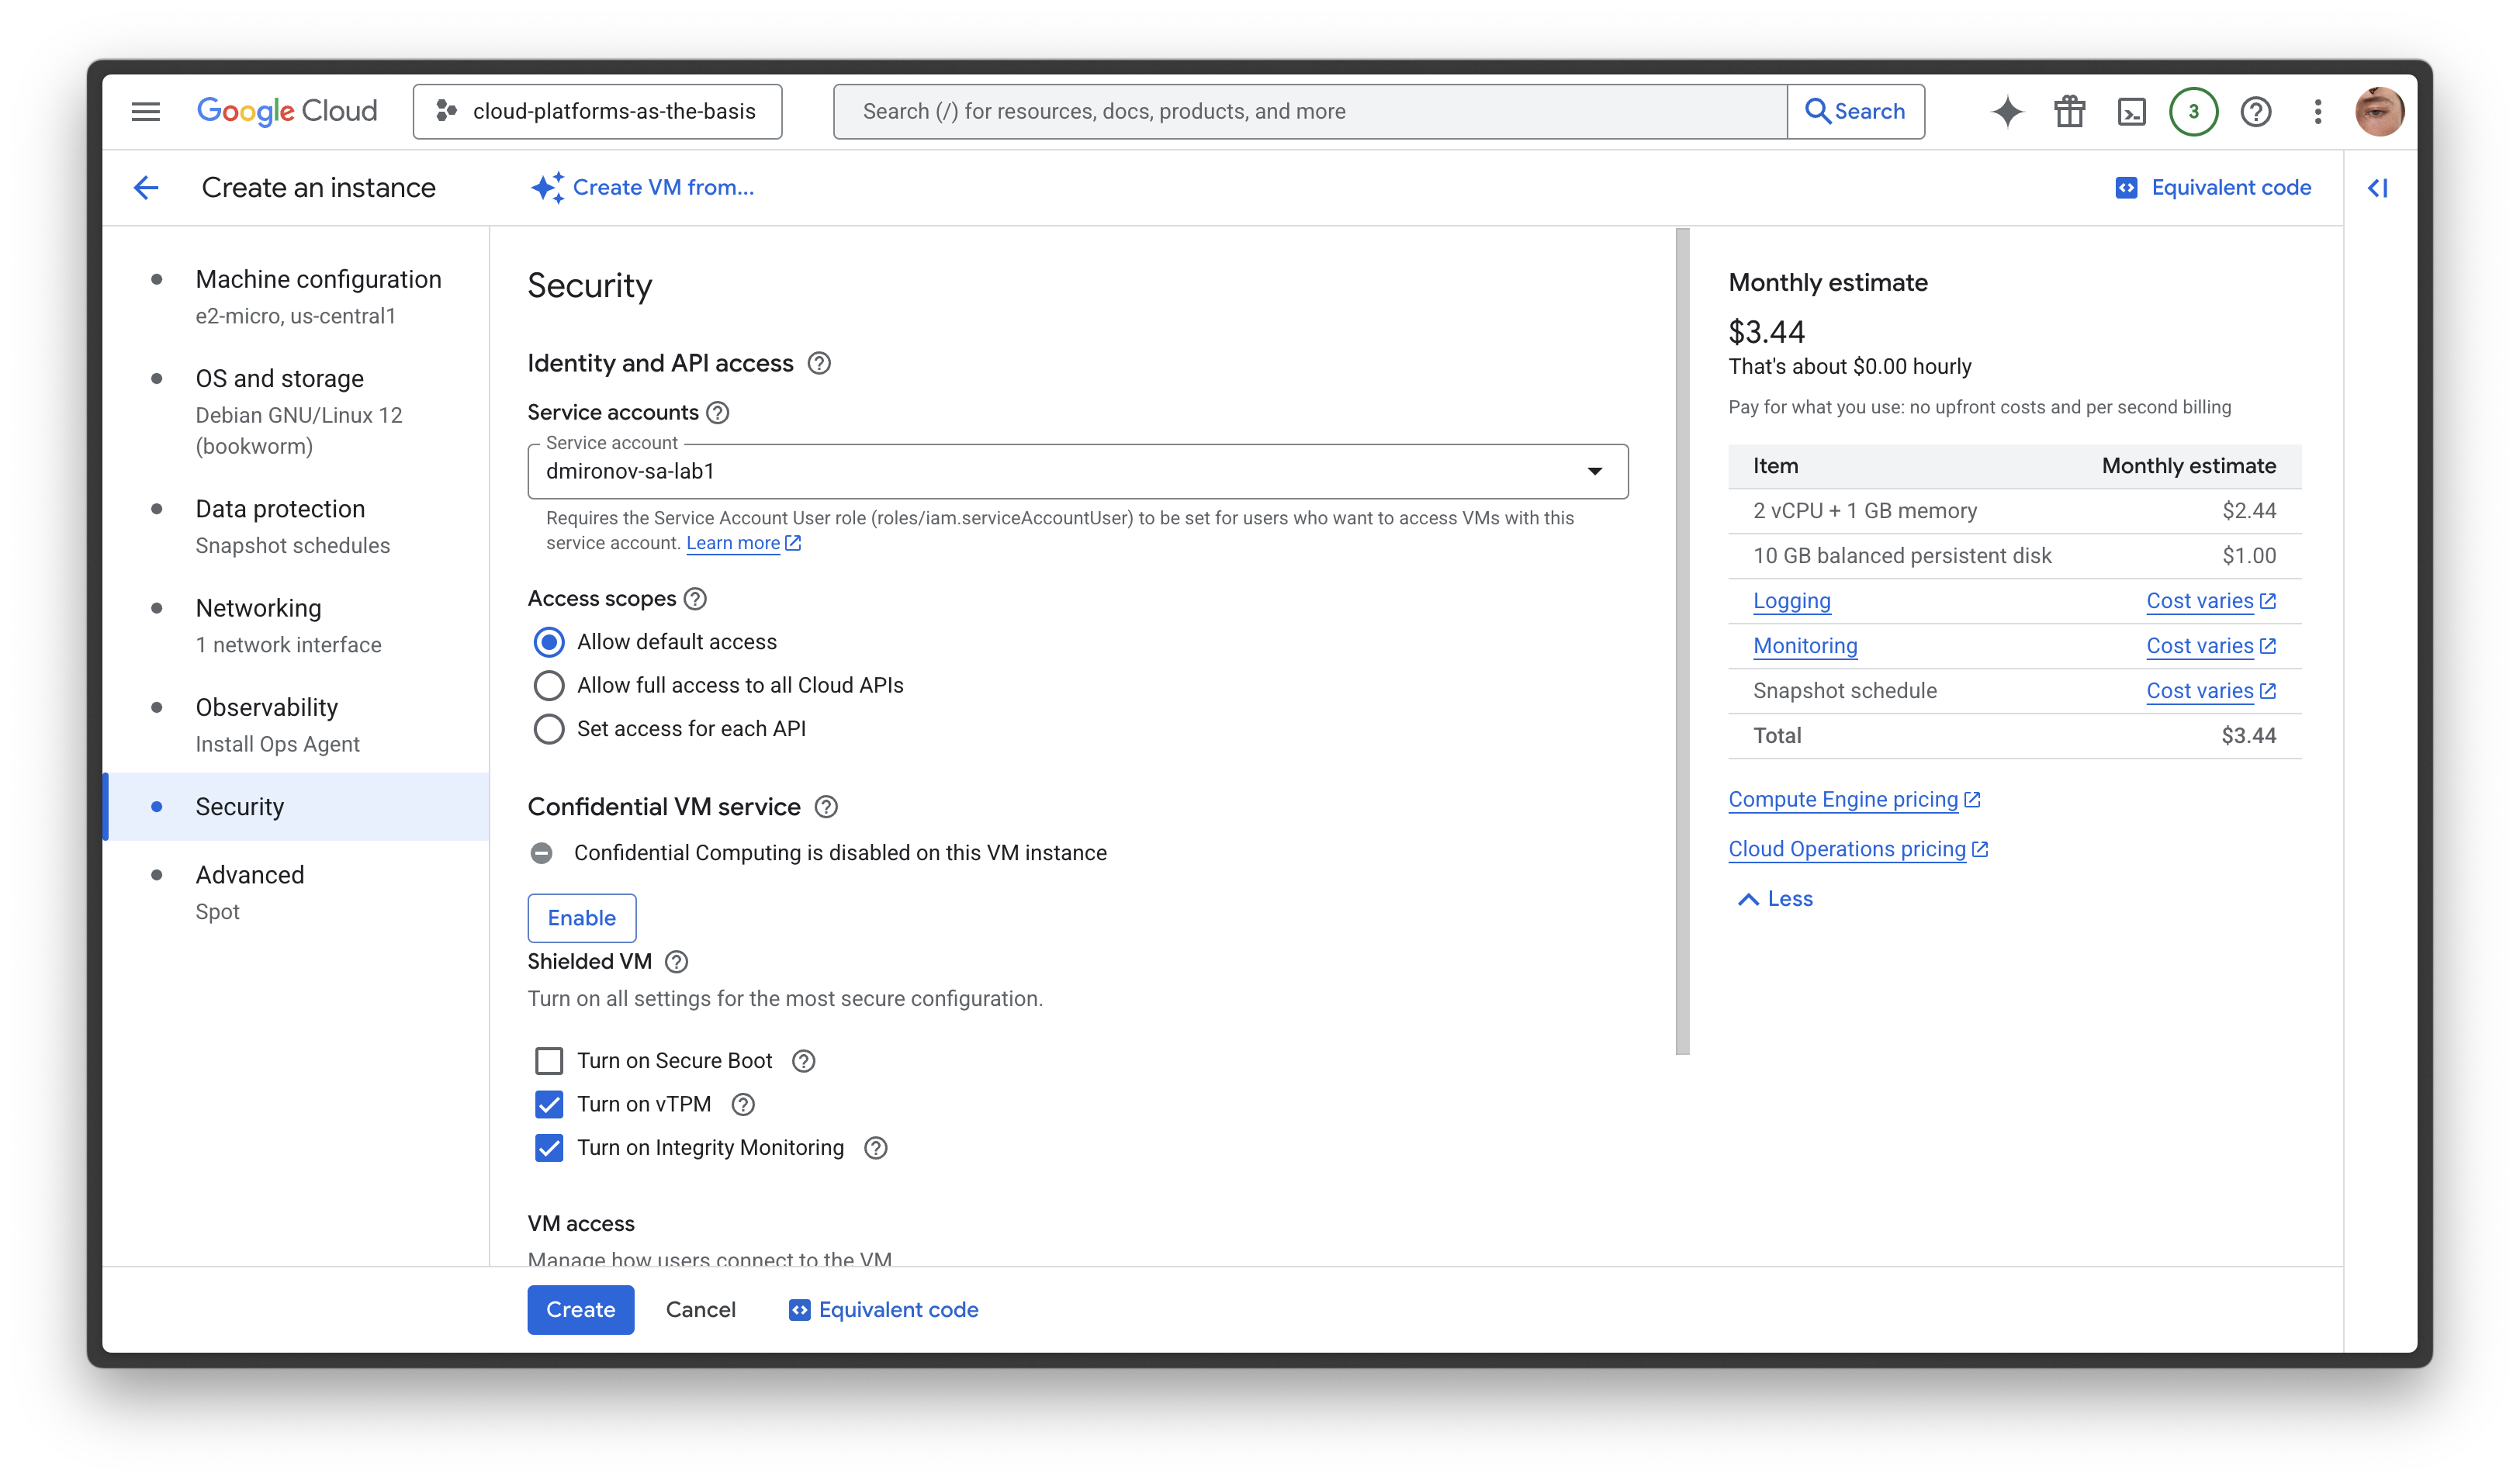 Google Cloud
cloud-platforms-as-the-basis
Search (/) for resources, docs, products, and more
Search
3
Create an instance
Create VM from...
Equivalent code
Machine configuration
e2-micro, us-central1
OS and storage
Debian GNU/Linux 12
(bookworm)
Data protection
Snapshot schedules
Networking
1 network interface
Observability
Install Ops Agent
Security
Advanced
Spot
Security
Identity and API access
Service accounts
Service account
dmironov-sa-lab1
Requires the Service Account User role (roles/iam.serviceAccountUser) to be set for users who want to access VMs with this
service account. Learn more
Access scopes
Allow default access
Allow full access to all Cloud APIs
Set access for each API
Confidential VM service
Confidential Computing is disabled on this VM instance
Enable
Shielded VM
Turn on all settings for the most secure configuration.
Turn on Secure Boot
Turn on vTPM
Turn on Integrity Monitoring
VM access
Manage how users connect to the VM
Create
Cancel
Equivalent code
Monthly estimate
$3.44
That's about $0.00 hourly
Pay for what you use: no upfront costs and per second billing
Item Monthly estimate
2 vCPU + 1 GB memory $2.44
10 GB balanced persistent disk $1.00
Logging Cost varies
Monitoring Cost varies
Snapshot schedule Cost varies
Total $3.44
Compute Engine pricing
Cloud Operations pricing
Less